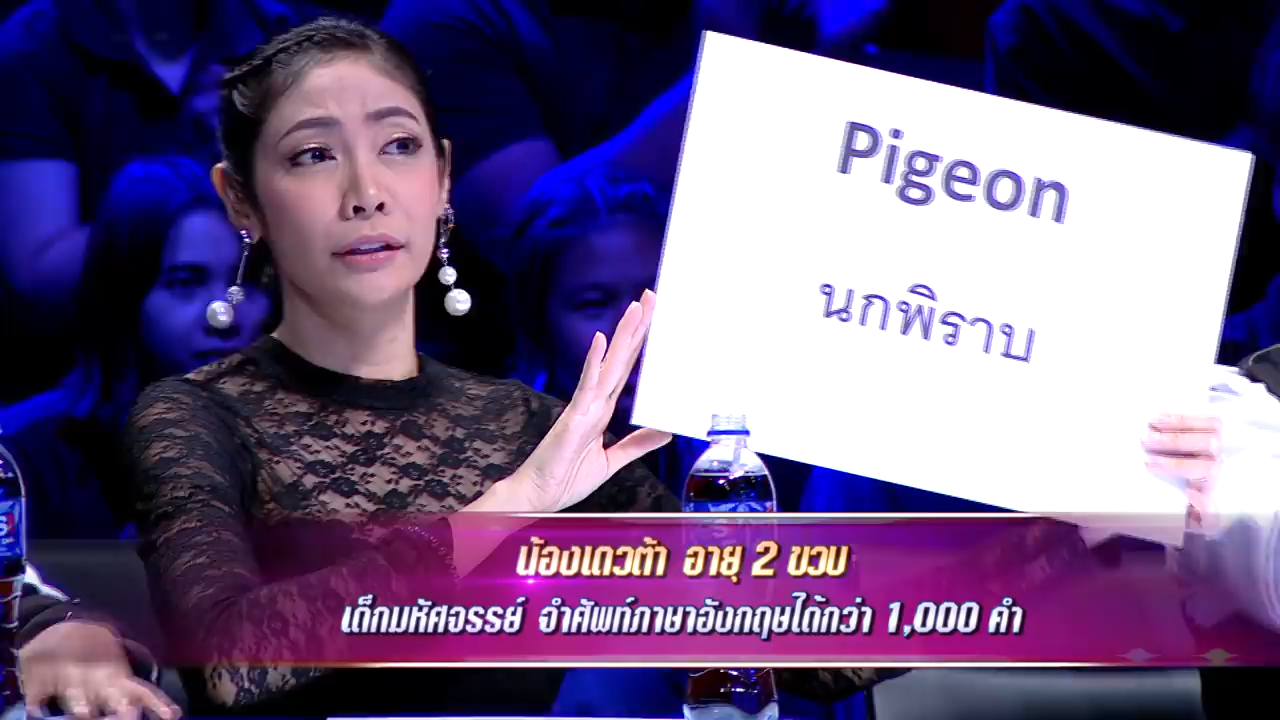 Pigeon
นกพิราบ
น้องเดวต้า อายุ 2 ขวบ
เด็กมหัศจรรย์ จำศัพท์ภาษาอังกฤษได้กว่า 1,000 คำ